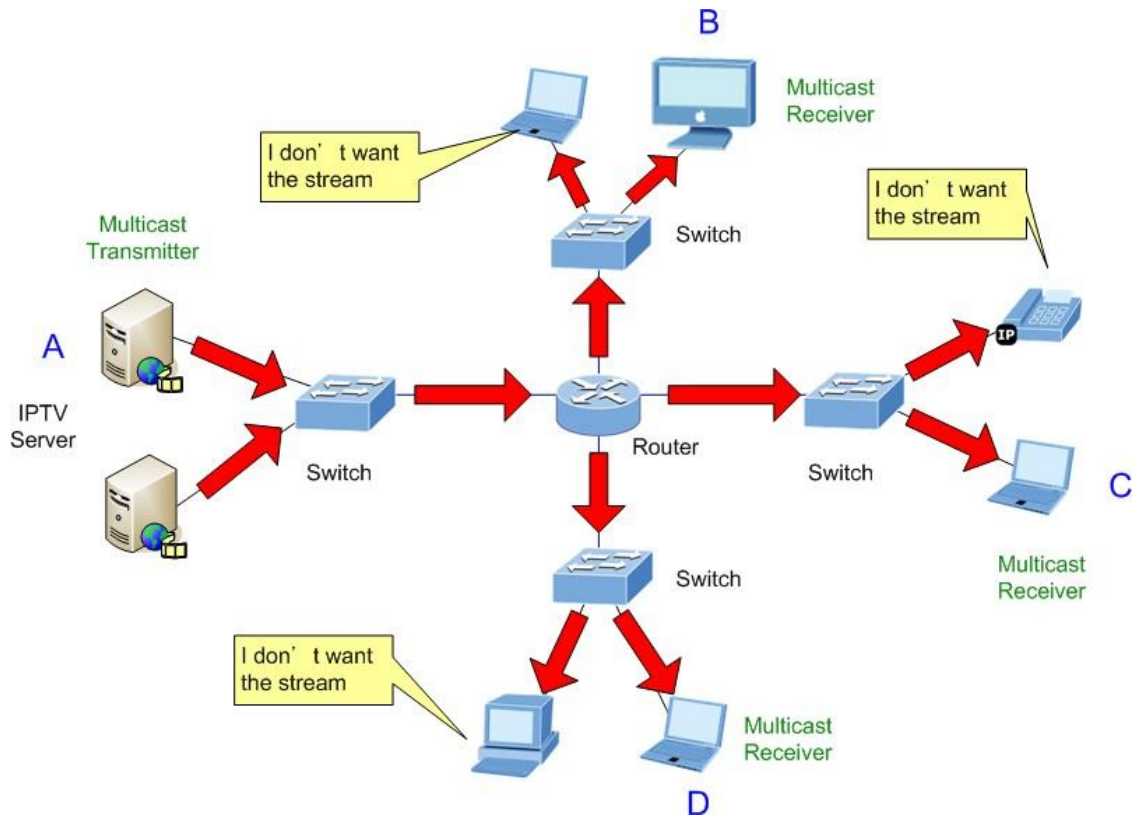 B
Multicast
Receiver
I don’t want
the stream
I don’t want
the stream
Switch
Multicast
Transmitter
A
IP
IPTV
Server
Router
Switch
Switch
C
Switch
Multicast
Receiver
I don’t want
the stream
Multicast
Receiver
D